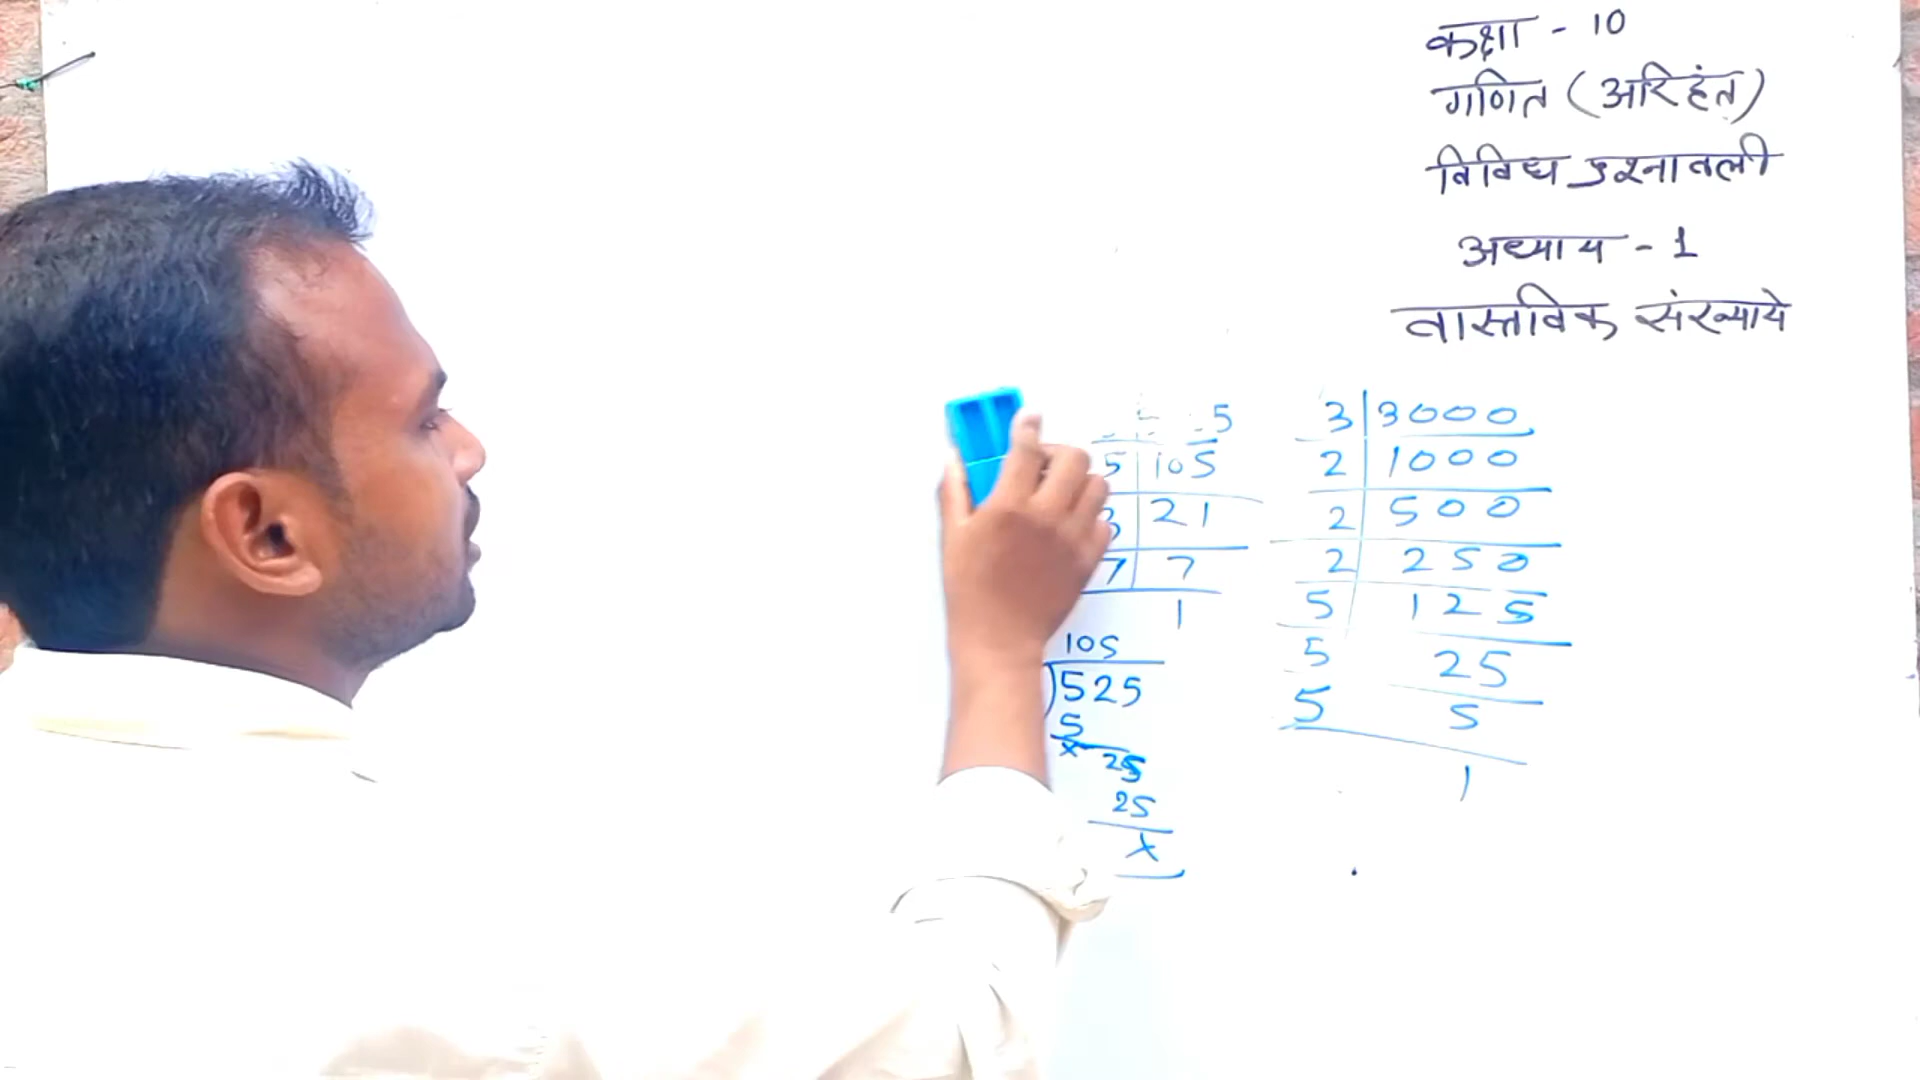 कक्षा - 10
गणित (अरिहंत)
विविध प्रश्नावली
अध्याय - 1
वास्तविक संख्याये
5
5 105
3 21
7 7
1
105
)525
5
x 25
25
x
3 3000
2 1000
2 500
2 250
5 125
5 25
5 5
1